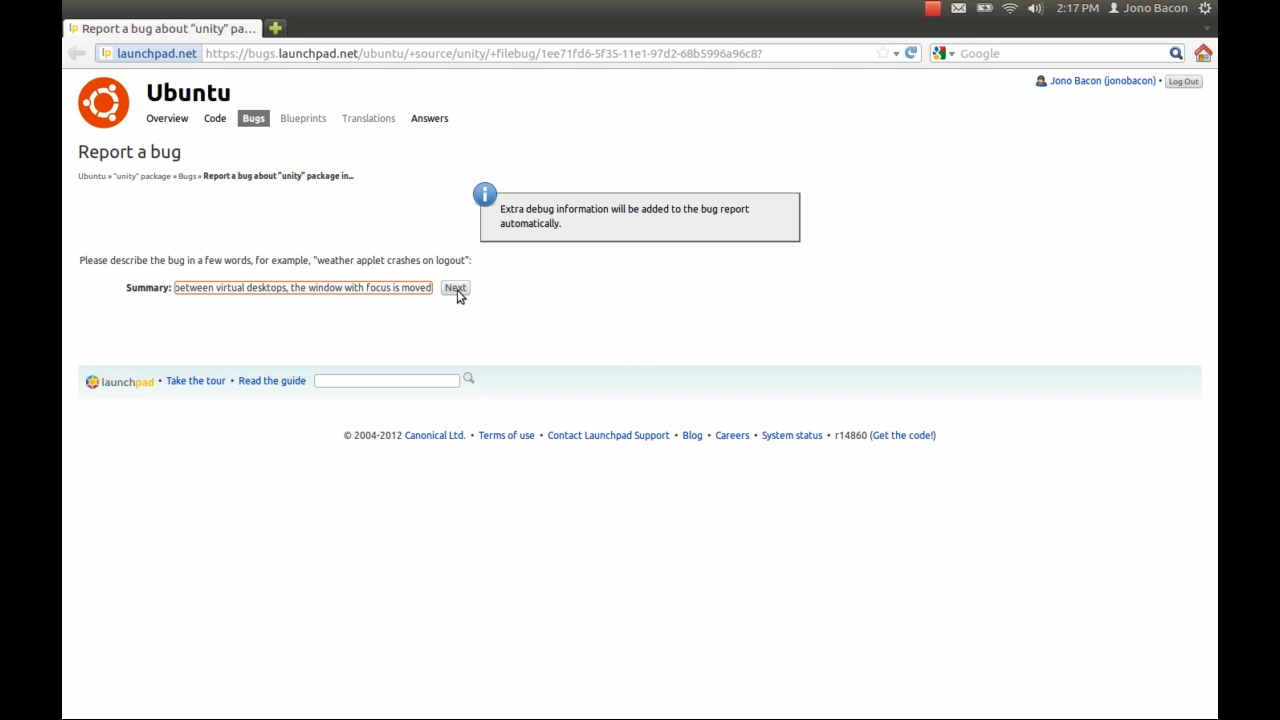 2:17 PM Jono Bacon
lp Report a bug about “unity” pa...
lp launchpad.net https://bugs.launchpad.net/ubuntu/+source/unity/+filebug/1ee71fd6-5f35-11e1-97d2-68b5996a96c8? Google
Ubuntu
Jono Bacon (jonobacon) • Log Out
Overview Code Bugs Blueprints Translations Answers
Report a bug
Ubuntu » “unity” package » Bugs » Report a bug about “unity” package in...
Extra debug information will be added to the bug report
automatically.
Please describe the bug in a few words, for example, "weather applet crashes on logout":
Summary: between virtual desktops, the window with focus is moved Next
launchpad • Take the tour • Read the guide
© 2004-2012 Canonical Ltd. • Terms of use • Contact Launchpad Support • Blog • Careers • System status • r14860 (Get the code!)